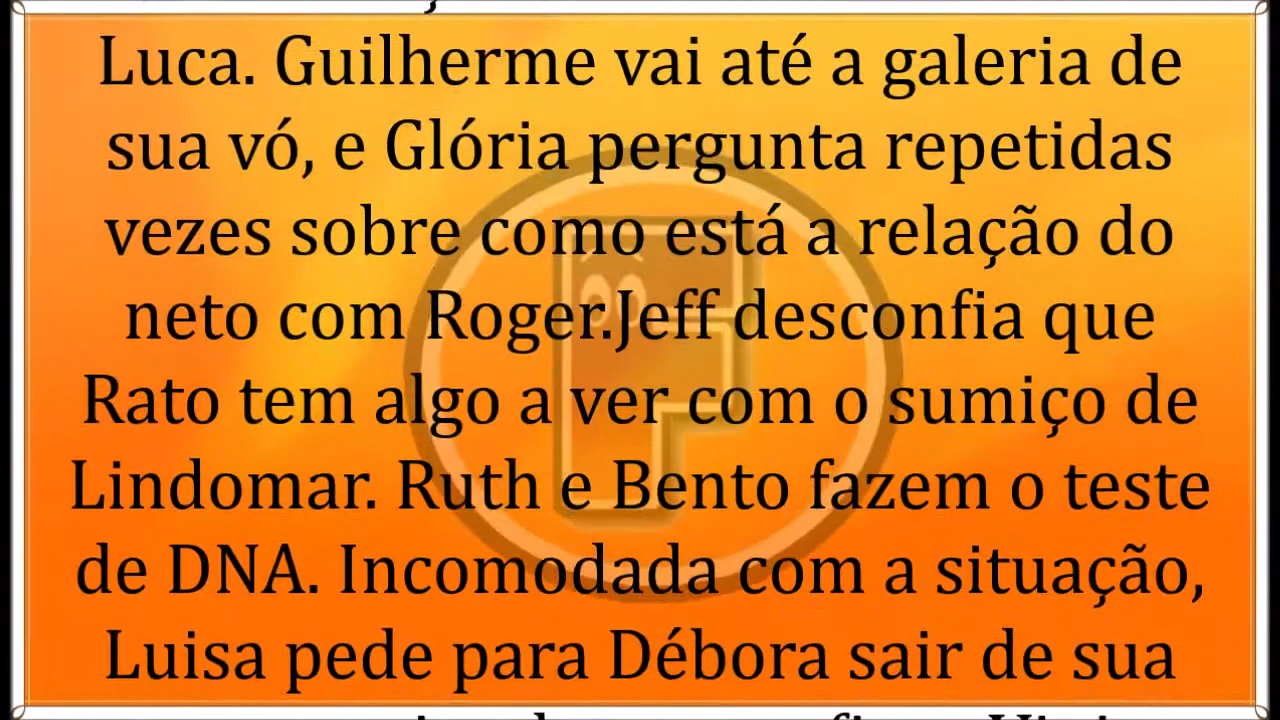 Luca. Guilherme vai até a galeria de
sua vó, e Glória pergunta repetidas
vezes sobre como está a relação do
neto com Roger.Jeff desconfia que
Rato tem algo a ver com o sumiço de
Lindomar. Ruth e Bento fazem o teste
de DNA. Incomodada com a situação,
Luisa pede para Débora sair de sua